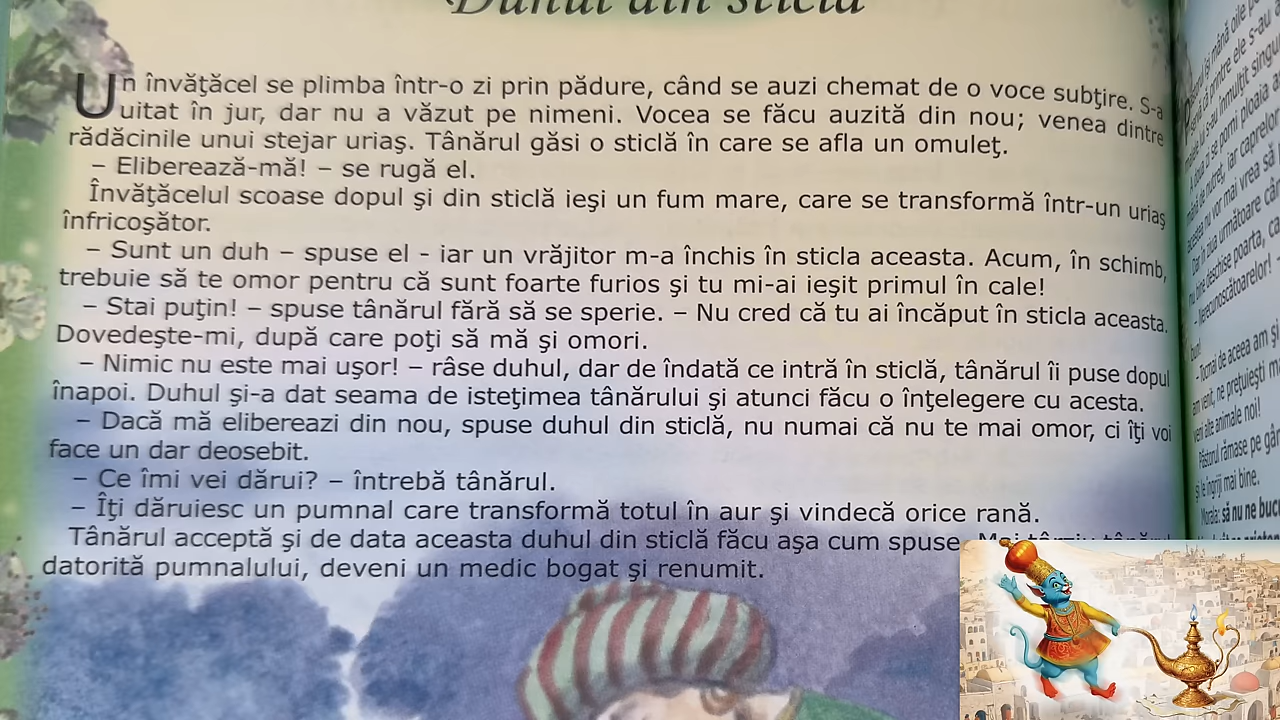 Duhul din sticlă
Un învăţăcel se plimba într-o zi prin pădure, când se auzi chemat de o voce subţire. S-a
uitat în jur, dar nu a văzut pe nimeni. Vocea se făcu auzită din nou; venea dintre
rădăcinile unui stejar uriaş. Tânărul găsi o sticlă în care se afla un omuleţ.
– Eliberează-mă! – se rugă el.
Învăţăcelul scoase dopul şi din sticlă ieşi un fum mare, care se transformă într-un uriaş
înfricoşător.
– Sunt un duh – spuse el - iar un vrăjitor m-a închis în sticla aceasta. Acum, în schimb,
trebuie să te omor pentru că sunt foarte furios şi tu mi-ai ieşit primul în cale!
– Stai puţin! – spuse tânărul fără să se sperie. – Nu cred că tu ai încăput în sticla aceasta.
Dovedeşte-mi, după care poţi să mă şi omori.
– Nimic nu este mai uşor! – râse duhul, dar de îndată ce intră în sticlă, tânărul îi puse dopul
înapoi. Duhul şi-a dat seama de isteţimea tânărului şi atunci făcu o înţelegere cu acesta.
– Dacă mă eliberezi din nou, spuse duhul din sticlă, nu numai că nu te mai omor, ci îţi voi
face un dar deosebit.
– Ce îmi vei dărui? – întrebă tânărul.
– Îţi dăruiesc un pumnal care transformă totul în aur şi vindecă orice rană.
Tânărul acceptă şi de data aceasta duhul din sticlă făcu aşa cum spuse. Mai târziu tânărul
datorită pumnalului, deveni un medic bogat şi renumit.